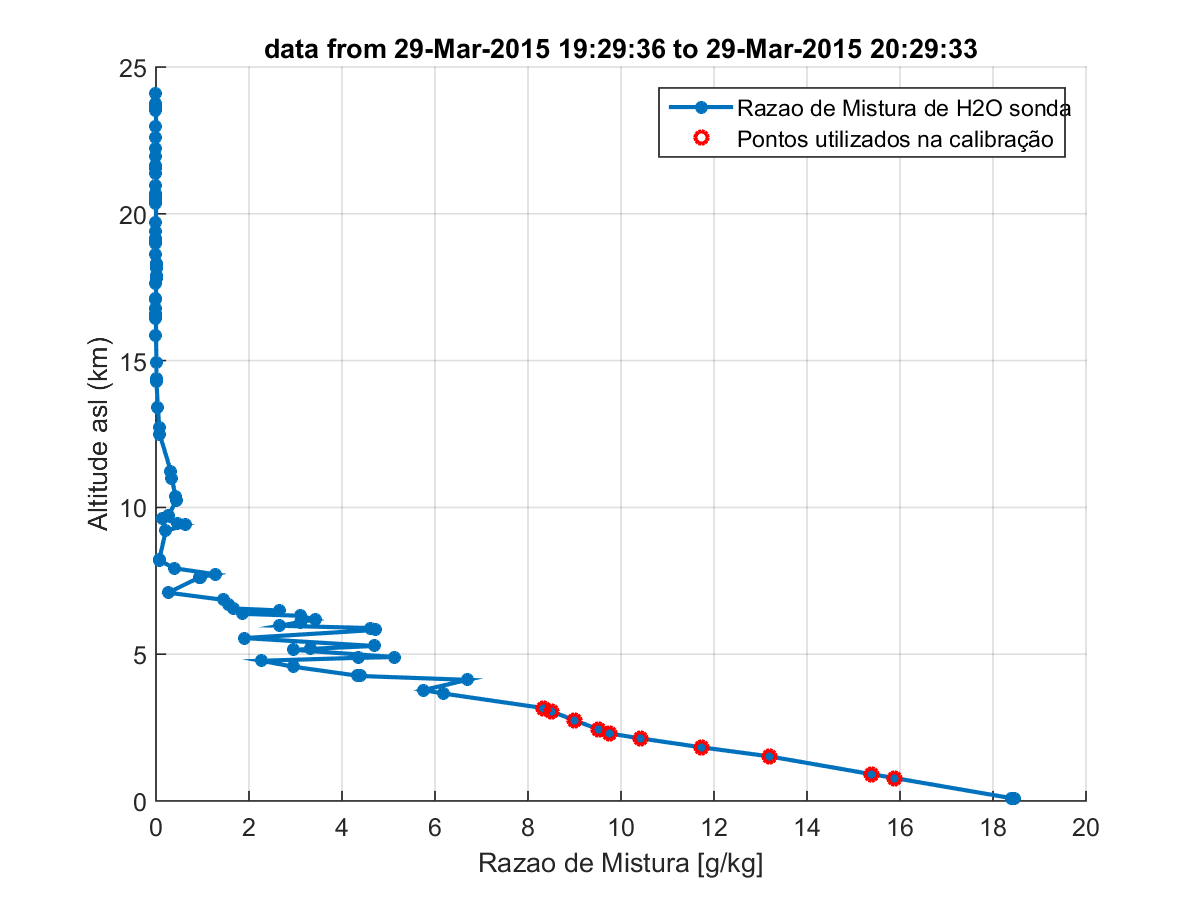 data from 29-Mar-2015 19:29:36 to 29-Mar-2015 20:29:33
Razao de Mistura de H2O sonda
Pontos utilizados na calibração
Altitude asl (km)
25
20
15
10
5
0
0 2 4 6 8 10 12 14 16 18 20
Razao de Mistura [g/kg]